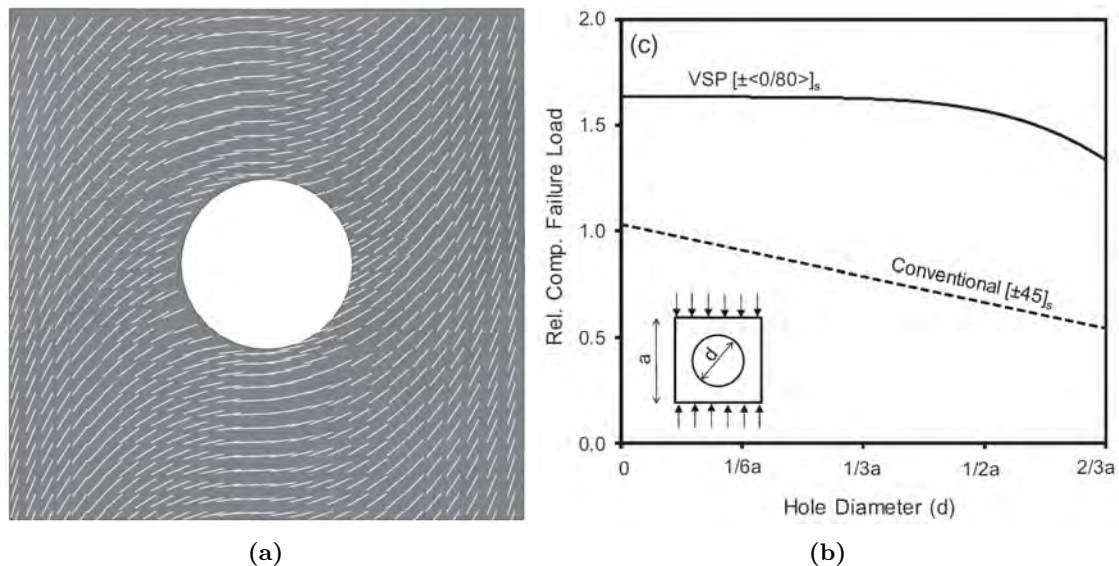 2.0
(c)
VSP [±<0/80>]s
1.5
Rel. Comp. Failure Load
1.0
Conventional [±45]s
0.5
a
d
0.0
0
1/6a
1/3a
1/2a
2/3a
Hole Diameter (d)
(a)
(b)